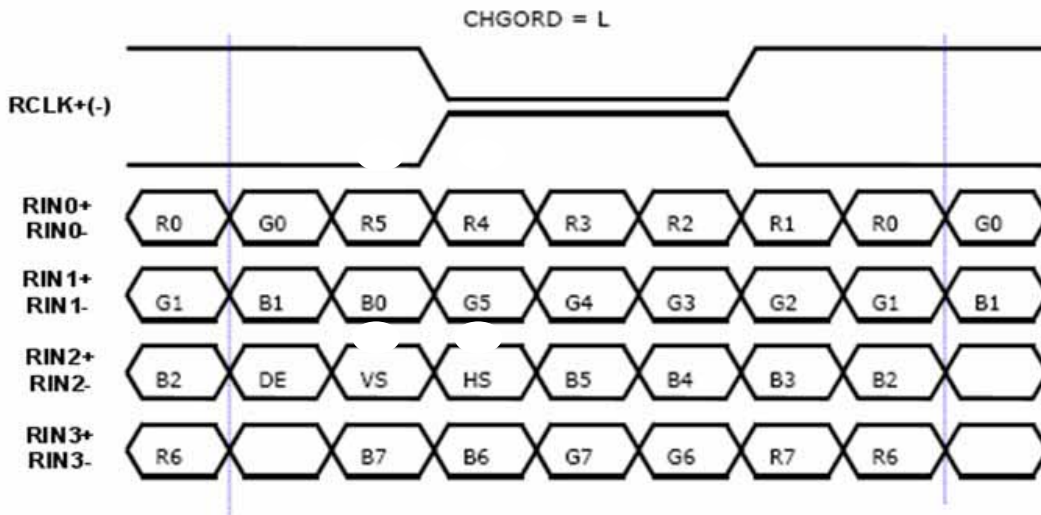 CHGORD = L
RCLK+(-)
RIN0+
RIN0-
R0 G0 R5 R4 R3 R2 R1 R0 G0
RIN1+
RIN1-
G1 B1 B0 G5 G4 G3 G2 G1 B1
RIN2+
RIN2-
B2 DE VS HS B5 B4 B3 B2
RIN3+
RIN3-
R6 B7 B6 G7 G6 R7 R6